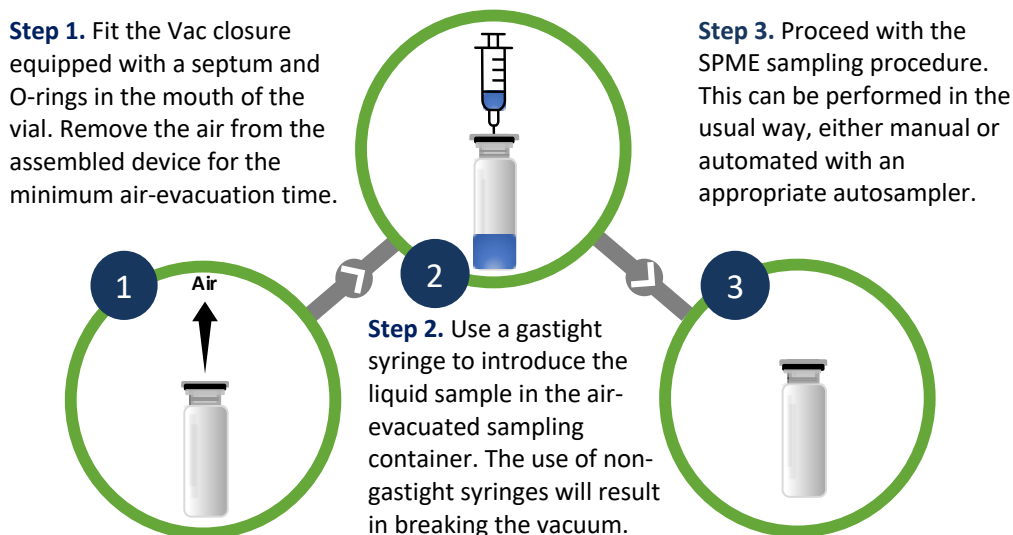 Step 1. Fit the Vac closure
equipped with a septum and
O-rings in the mouth of the
vial. Remove the air from the
assembled device for the
minimum air-evacuation time.
1
Air
2
Step 2. Use a gastight
syringe to introduce the
liquid sample in the air-
evacuated sampling
container. The use of non-
gastight syringes will result
in breaking the vacuum.
Step 3. Proceed with the
SPME sampling procedure.
This can be performed in the
usual way, either manual or
automated with an
appropriate autosampler.
3